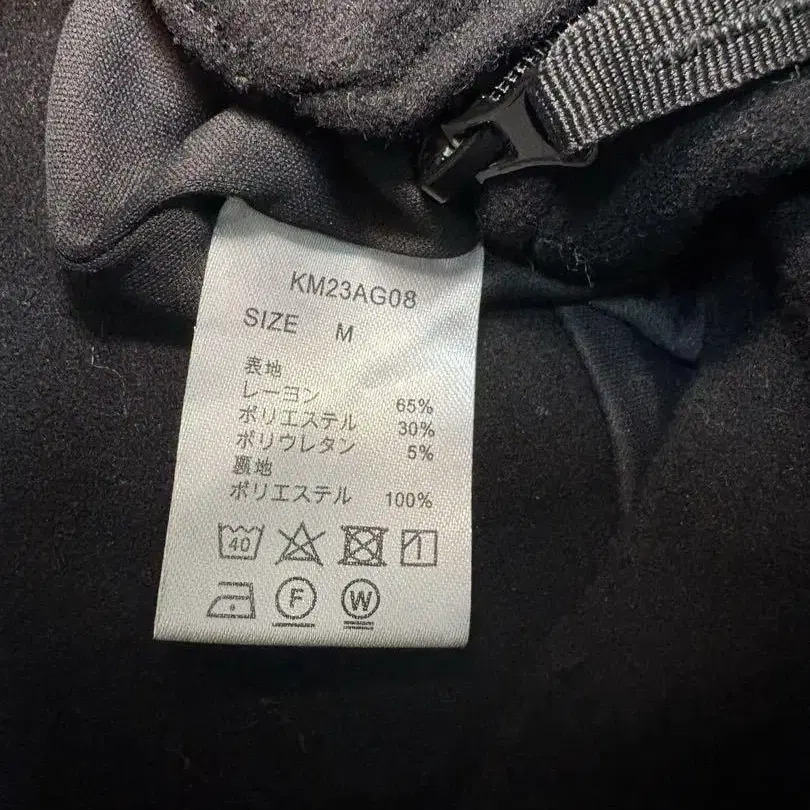 KM23AG08
SIZE M
表地
レーヨン 65%
ポリエステル 30%
ポリウレタン 5%
裏地
ポリエステル 100%
40
F W